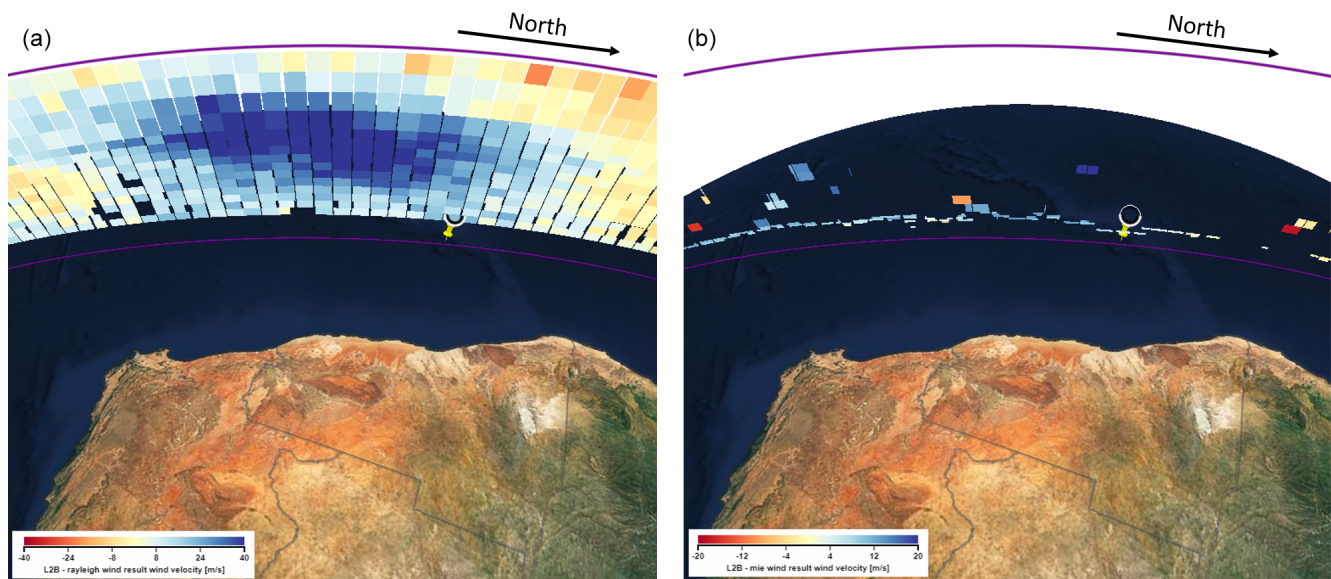 (a)
North
-40 -24 -8 8 24 40
L2B - rayleigh wind result wind velocity [m/s]
(b)
North
-20 -12 -4 4 12 20
L2B - mie wind result wind velocity [m/s]